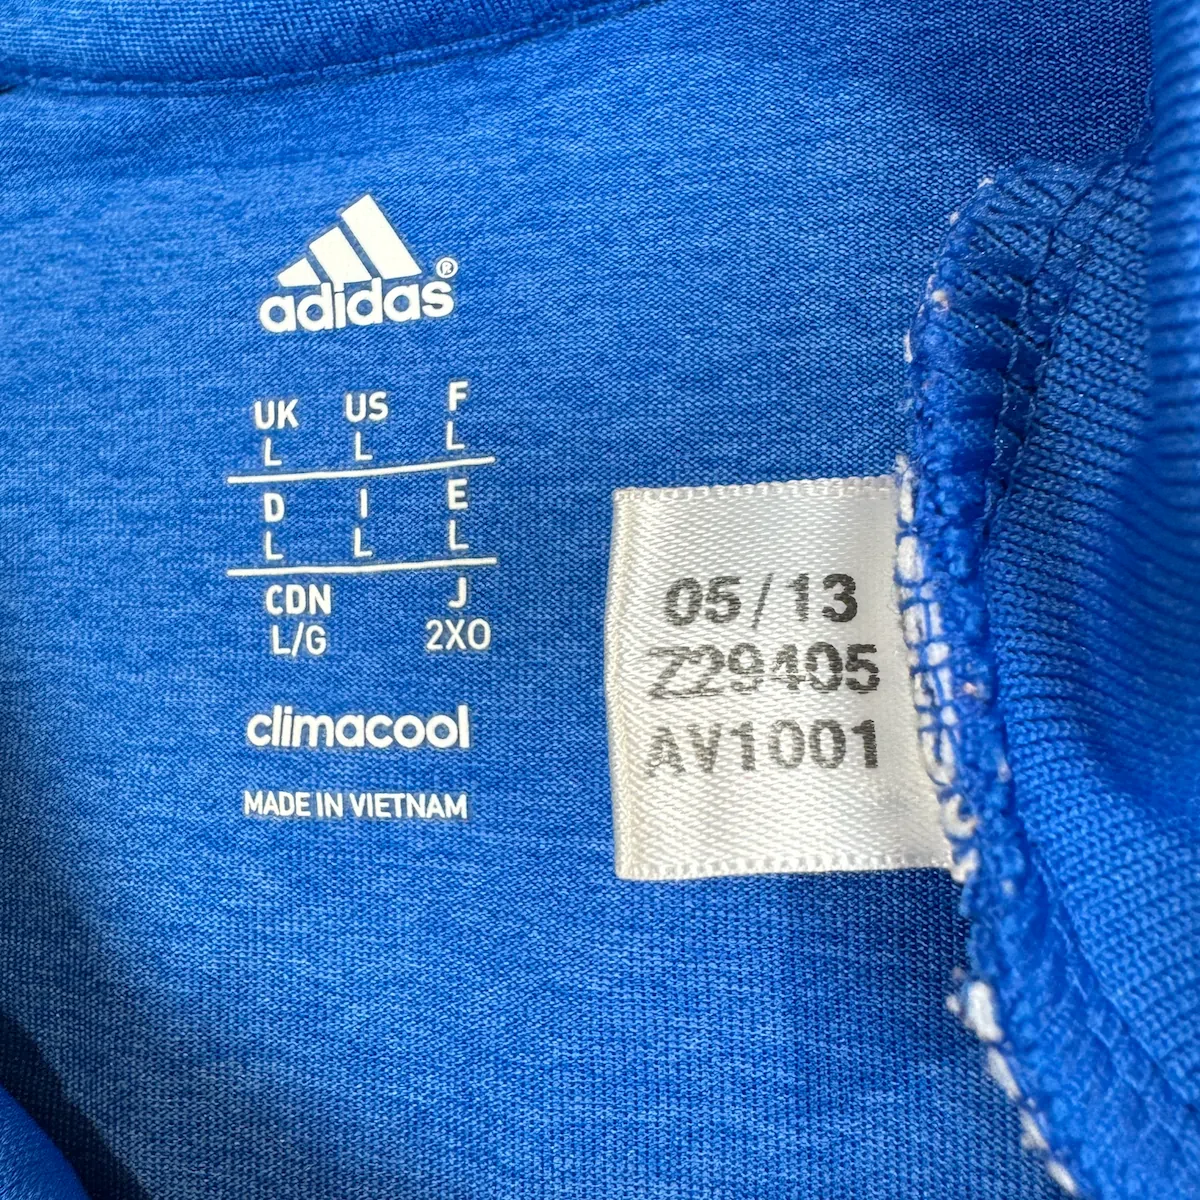 adidas®
UK US F
L L L
D I E
L L L
CDN J
L/G 2XO
climacool
MADE IN VIETNAM
05/13
Z29405
AV1001